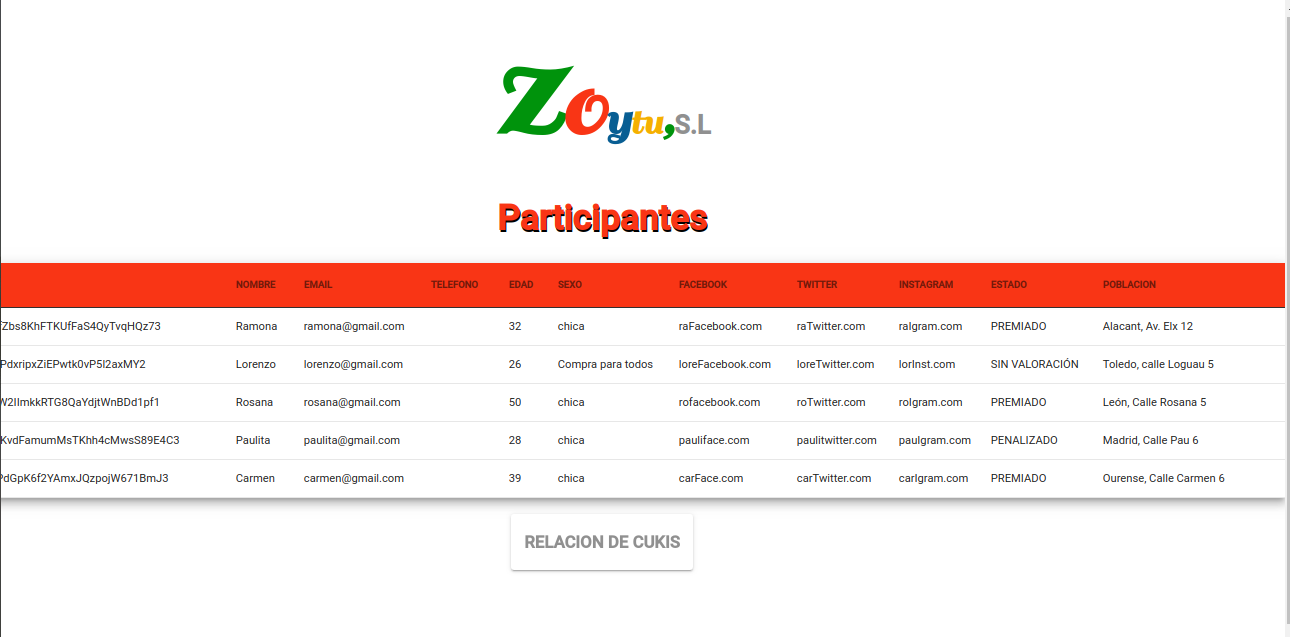 Zoytu,S.L
Participantes
NOMBRE EMAIL TELEFONO EDAD SEXO FACEBOOK TWITTER INSTAGRAM ESTADO POBLACION
Zbs8KhFTKUfFaS4QyTvqHQz73 Ramona ramona@gmail.com 32 chica raFacebook.com raTwitter.com raIgram.com PREMIADO Alacant, Av. Elx 12
PdxripxZiEPwtk0vP5I2axMY2 Lorenzo lorenzo@gmail.com 26 Compra para todos loreFacebook.com loreTwitter.com lorInst.com SIN VALORACIÓN Toledo, calle Loguau 5
W2IImkkRTG8QaYdjtWnBDd1pf1 Rosana rosana@gmail.com 50 chica rofacebook.com roTwitter.com roIgram.com PREMIADO León, Calle Rosana 5
KvdFamumMsTKhh4cMwsS89E4C3 Paulita paulita@gmail.com 28 chica pauliface.com paulitwitter.com paulgram.com PENALIZADO Madrid, Calle Pau 6
PdGpK6f2YAmxJQzpojW671BmJ3 Carmen carmen@gmail.com 39 chica carFace.com carTwitter.com carIgram.com PREMIADO Ourense, Calle Carmen 6
RELACION DE CUKIS